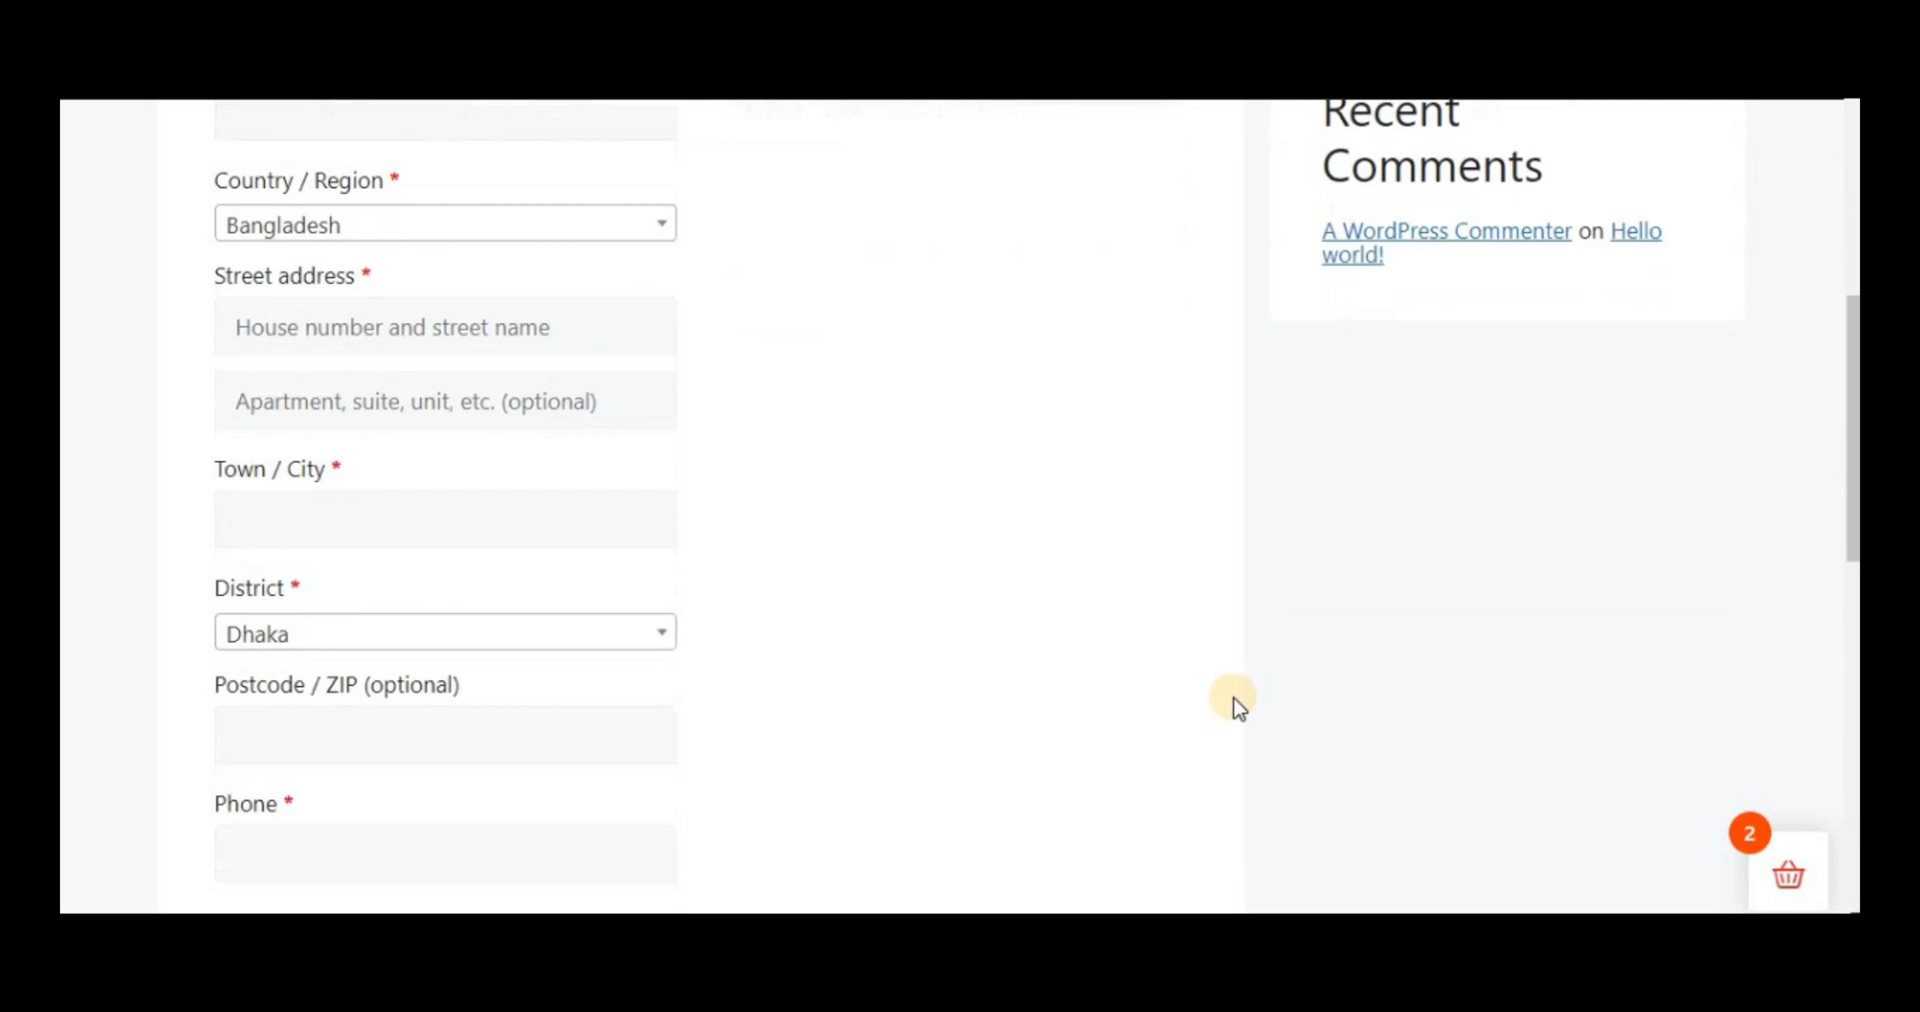 Recent
Comments
Country / Region *
Bangladesh
A WordPress Commenter on Hello
world!
Street address *
House number and street name
Apartment, suite, unit, etc. (optional)
Town / City *
District *
Dhaka
Postcode / ZIP (optional)
Phone *
2